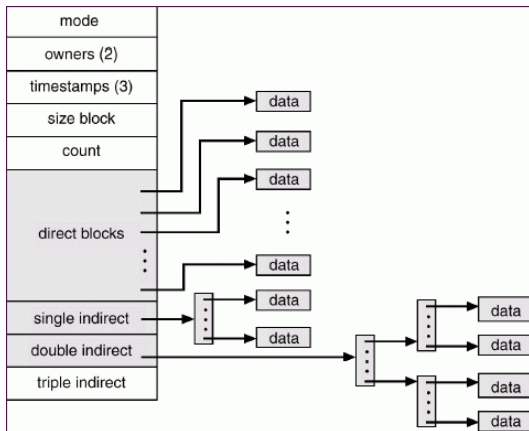 mode
owners (2)
timestamps (3)
size block
count
direct blocks
single indirect
double indirect
triple indirect
data
data
data
data
data
data
data
data
data
data